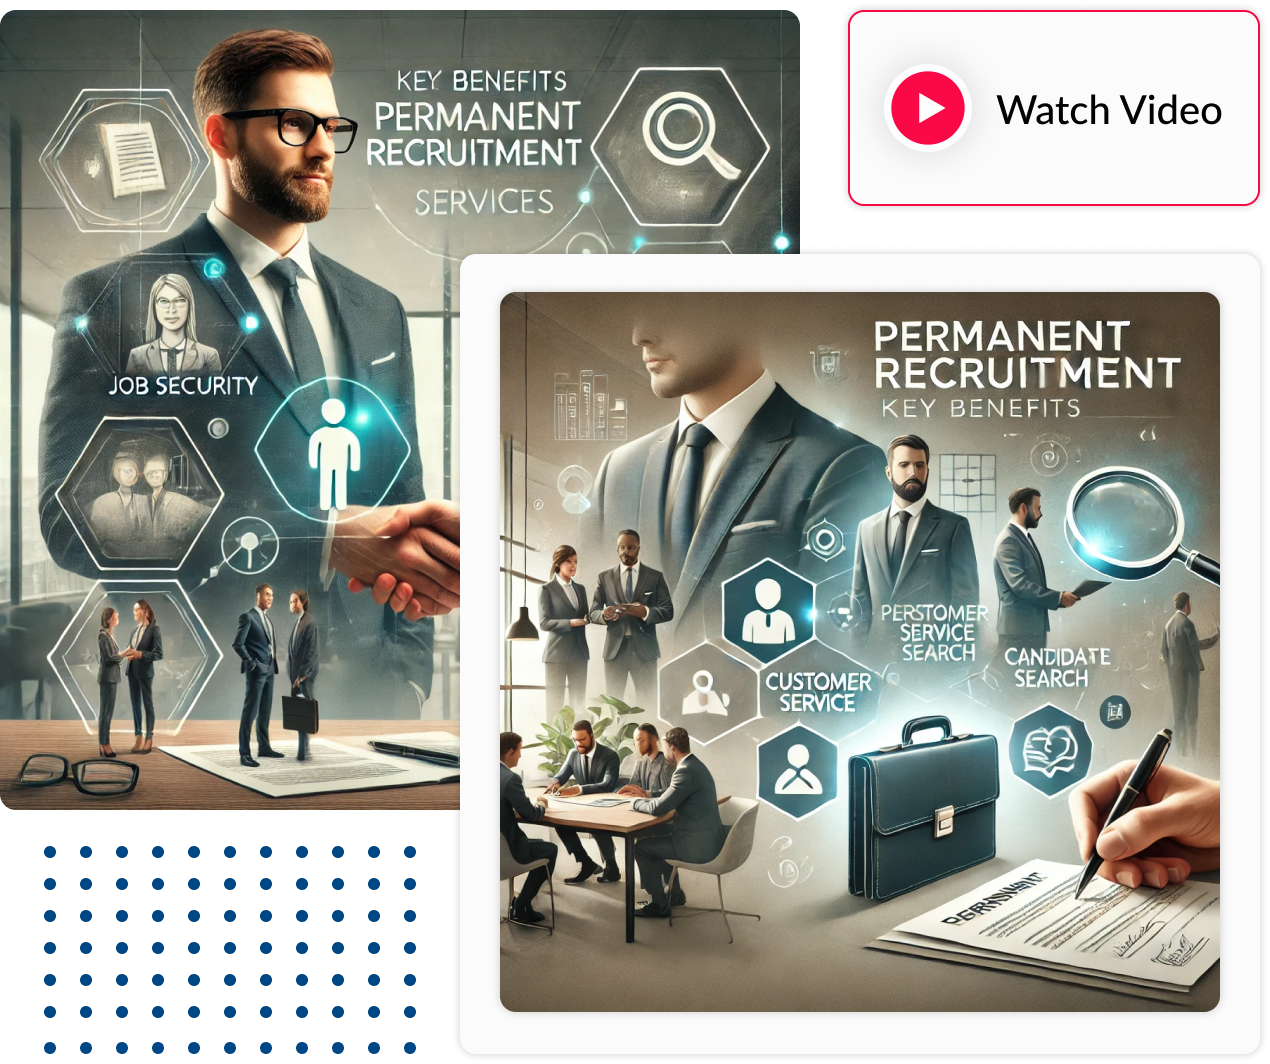 KEY BENEFITS
PERMANENT
RECRUITMENT
SERVICES
JOB SECURITY
Watch Video
PERMANENT
RECRUITMENT
KEY BENEFITS
PERSTOMER
SERVICE
SEARCH
CANDIDATE
SEARCH
CUSTOMER
SERVICE